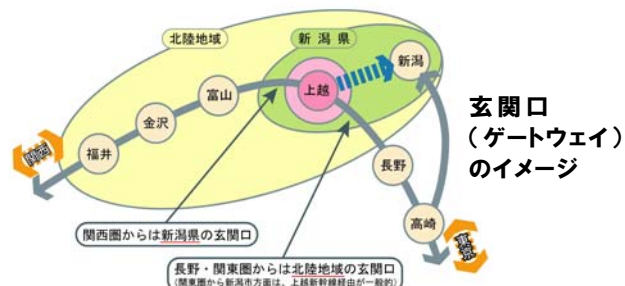 北陸地域
新潟県
新潟
上越
富山
金沢
福井
関西
長野
高崎
東京
玄関口
(ゲートウェイ)
のイメージ
関西圏からは新潟県の玄関口
長野・関東圏からは北陸地域の玄関口
(関東圏から新潟市方面は、上越新幹線経由が一般的)